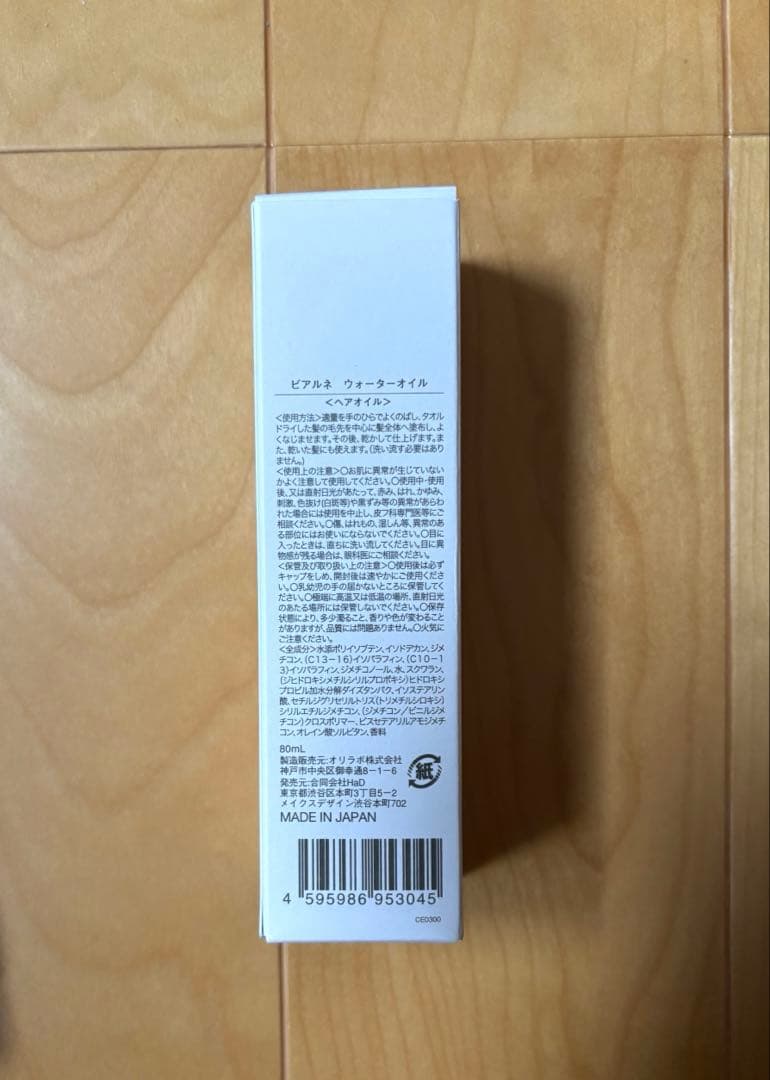 ピアルネ ウォーターオイル
<ヘアオイル>
<使用方法>適量を手のひらでよくのばし、タオル
ドライした髪の毛先を中心に髪全体へ塗布し、よ
くなじませます。その後、乾かして仕上げます。ま
た、乾いた髪にも使えます。(洗い流す必要はあり
ません。)
<使用上の注意>〇お肌に異常が生じていない
かよく注意して使用してください。〇使用中・使用
後、又は直射日光があたって、赤み、はれ、かゆみ、
刺激、色抜け(白斑等)や黒ずみ等の異常があらわ
れた場合には使用を中止し、皮フ科専門医等にご
相談ください。〇傷、はれもの、湿しん等、異常のあ
る部位にはお使いにならないでください。〇目に
入ったときは、直ちに洗い流してください。目に異
物感が残る場合は、眼科医にご相談ください。
<保管及び取り扱い上の注意>〇使用後は必ず
キャップをしめ、開封後は速やかにご使用くださ
い。〇乳幼児の手の届かないところに保管してく
ださい。〇極端に高温又は低温の場所、直射日光
のあたる場所には保管しないでください。〇保存
状態により、多少濁ること、香りや色が変わること
がありますが、品質には問題ありません。〇火気に
ご注意ください。
<全成分>水添ポリイソブテン、イソドデカン、ジメ
チコン、(C13-16)イソパラフィン、(C10-1
3)イソパラフィン、ジメチコノール、水、スクワラン、
(ジヒドロキシメチルシリルプロポキシ)ヒドロキシ
プロピル加水分解ダイズタンパク、イソステアリン
酸、セチルジグリセリルトリス(トリメチルシロキシ)
シリルエチルジメチコン、(ジメチコン/ビニルジメ
チコン)クロスポリマー、ビスセテアリルアモジメチ
コン、オレイン酸ソルビタン、香料
80mL
製造販売元:オリラボ株式会社
神戸市中央区御幸通8-1-6
発売元:合同会社HaD
東京都渋谷区本町3丁目5-2
メイクスデザイン渋谷本町702
紙
MADE IN JAPAN
4 595986 953045
CE0300